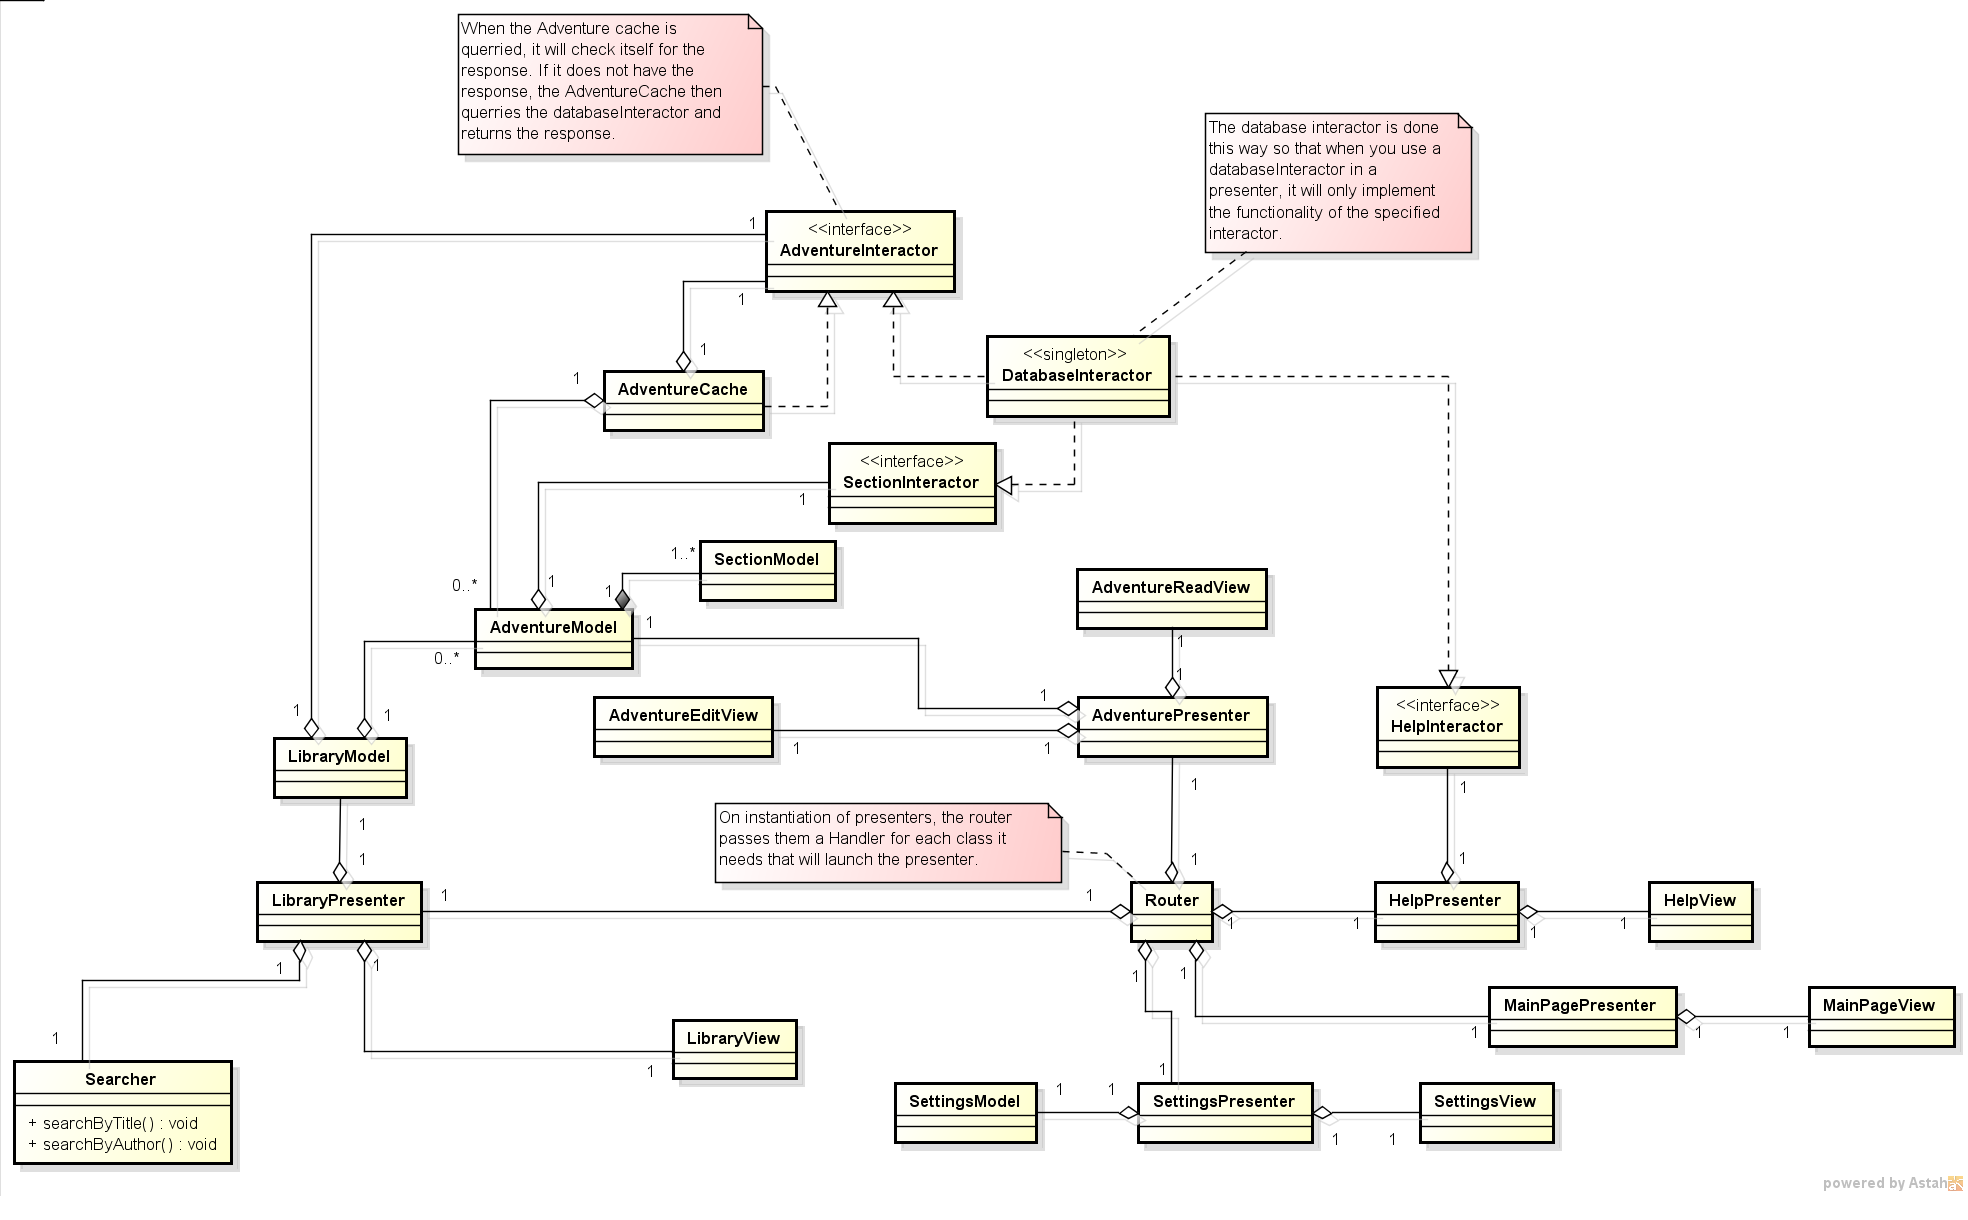 When the Adventure cache is
querried, it will check itself for the
response. If it does not have the
response, the AdventureCache then
querries the databaseInteractor and
returns the response.
The database interactor is done
this way so that when you use a
databaseInteractor in a
presenter, it will only implement
the functionality of the specified
interactor.
1
<<interface>>
AdventureInteractor
1
<<singleton>>
DatabaseInteractor
1
1
AdventureCache
<<interface>>
SectionInteractor
1
1..*
SectionModel
0..*
1
1
AdventureModel
1
0..*
AdventureReadView
1
1
1
AdventureEditView
1
1
AdventurePresenter
<<interface>>
HelpInteractor
1
1
LibraryModel
1
1
1
On instantiation of presenters, the router
passes them a Handler for each class it
needs that will launch the presenter.
1
1
1
LibraryPresenter
1
1
Router
1
1
HelpPresenter
1
1
HelpView
1
1
1
1
1
MainPagePresenter
1
1
MainPageView
1
LibraryView
1
1
Searcher
+ searchByTitle() : void
+ searchByAuthor() : void
1
SettingsModel
1
1
SettingsPresenter
1
1
SettingsView
powered by Astah